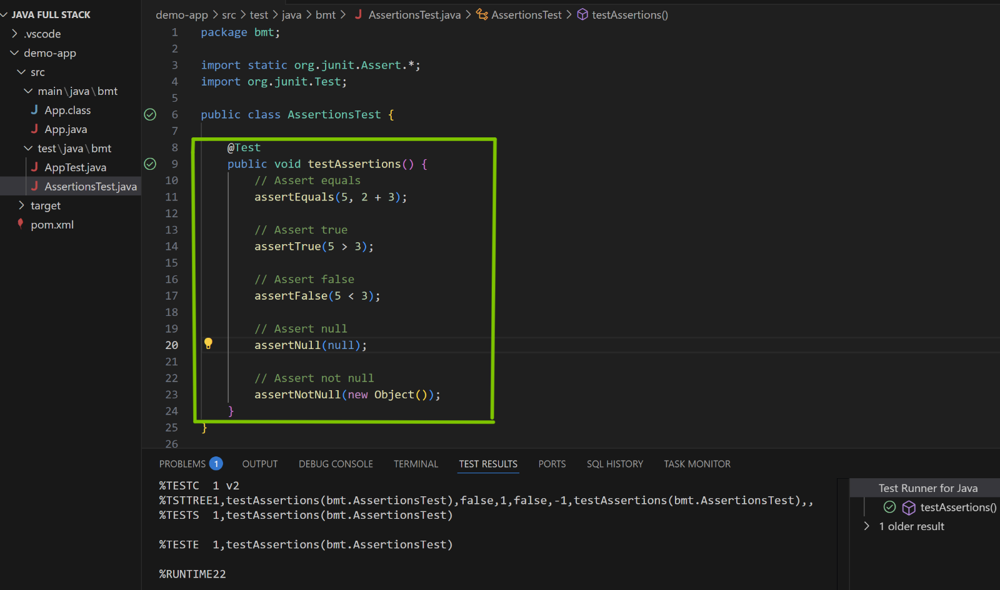 JAVA FULL STACK
.vscode
demo-app
src
main\java\bmt
App.class
App.java
test\java\bmt
AppTest.java
AssertionsTest.java
target
pom.xml
demo-app > src > test > java > bmt > AssertionsTest.java > AssertionsTest > testAssertions()
1 package bmt;
2
3 import static org.junit.Assert.*;
4 import org.junit.Test;
5
6 public class AssertionsTest {
7
8 @Test
9 public void testAssertions() {
10 // Assert equals
11 assertEquals(5, 2 + 3);
12
13 // Assert true
14 assertTrue(5 > 3);
15
16 // Assert false
17 assertFalse(5 < 3);
18
19 // Assert null
20 assertNull(null);
21
22 // Assert not null
23 assertNotNull(new Object());
24 }
25 }
26
PROBLEMS 1 OUTPUT DEBUG CONSOLE TERMINAL TEST RESULTS PORTS SQL HISTORY TASK MONITOR
%TESTC 1 v2
%TSTTREE1,testAssertions(bmt.AssertionsTest),false,1,false,-1,testAssertions(bmt.AssertionsTest),,
%TESTS 1,testAssertions(bmt.AssertionsTest)
%TESTE 1,testAssertions(bmt.AssertionsTest)
%RUNTIME22
Test Runner for Java
testAssertions()
1 older result